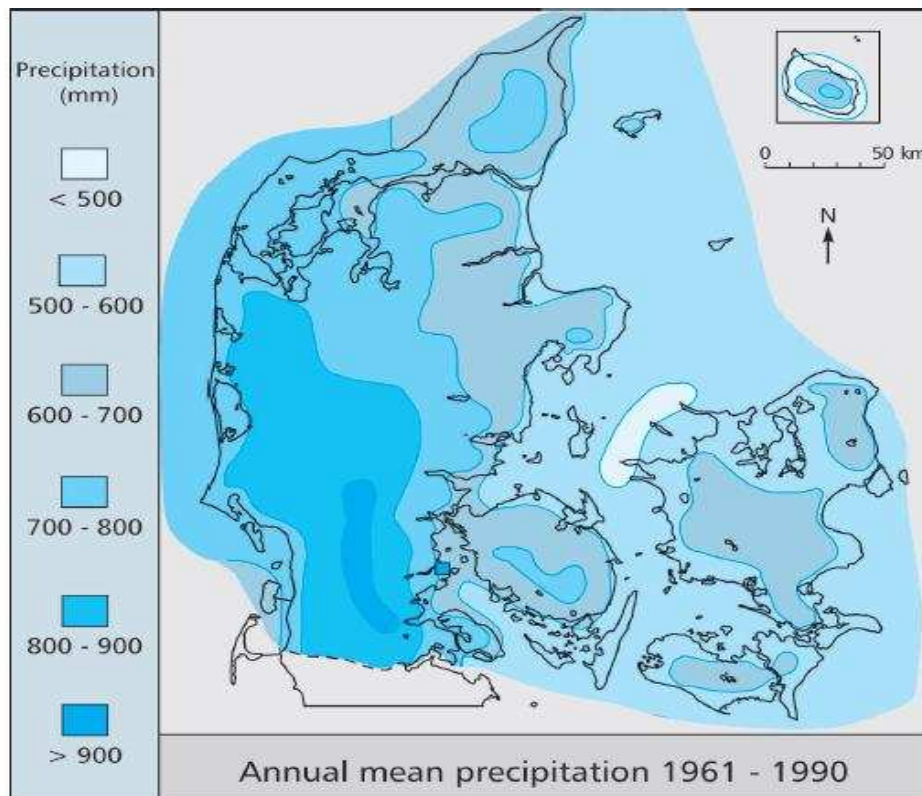 Precipitation
(mm)
< 500
500 - 600
600 - 700
700 - 800
800 - 900
> 900
0 50 km
N
Annual mean precipitation 1961 - 1990